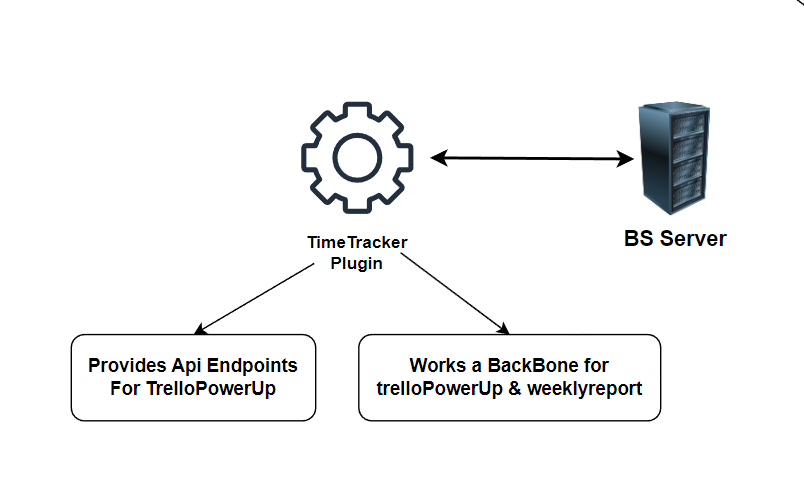 TimeTracker
Plugin
BS Server
Provides Api Endpoints
For TrelloPowerUp
Works a BackBone for
trelloPowerUp & weeklyreport